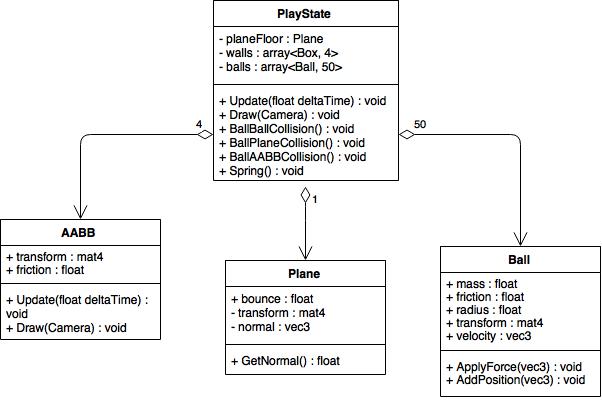 PlayState
- planeFloor : Plane
- walls : array<Box, 4>
- balls : array<Ball, 50>
+ Update(float deltaTime) : void
+ Draw(Camera) : void
+ BallBallCollision() : void
+ BallPlaneCollision() : void
+ BallAABBCollision() : void
+ Spring() : void
4
50
1
AABB
+ transform : mat4
+ friction : float
+ Update(float deltaTime) :
void
+ Draw(Camera) : void
Plane
+ bounce : float
- transform : mat4
- normal : vec3
+ GetNormal() : float
Ball
+ mass : float
+ friction : float
+ radius : float
+ transform : mat4
+ velocity : vec3
+ ApplyForce(vec3) : void
+ AddPosition(vec3) : void